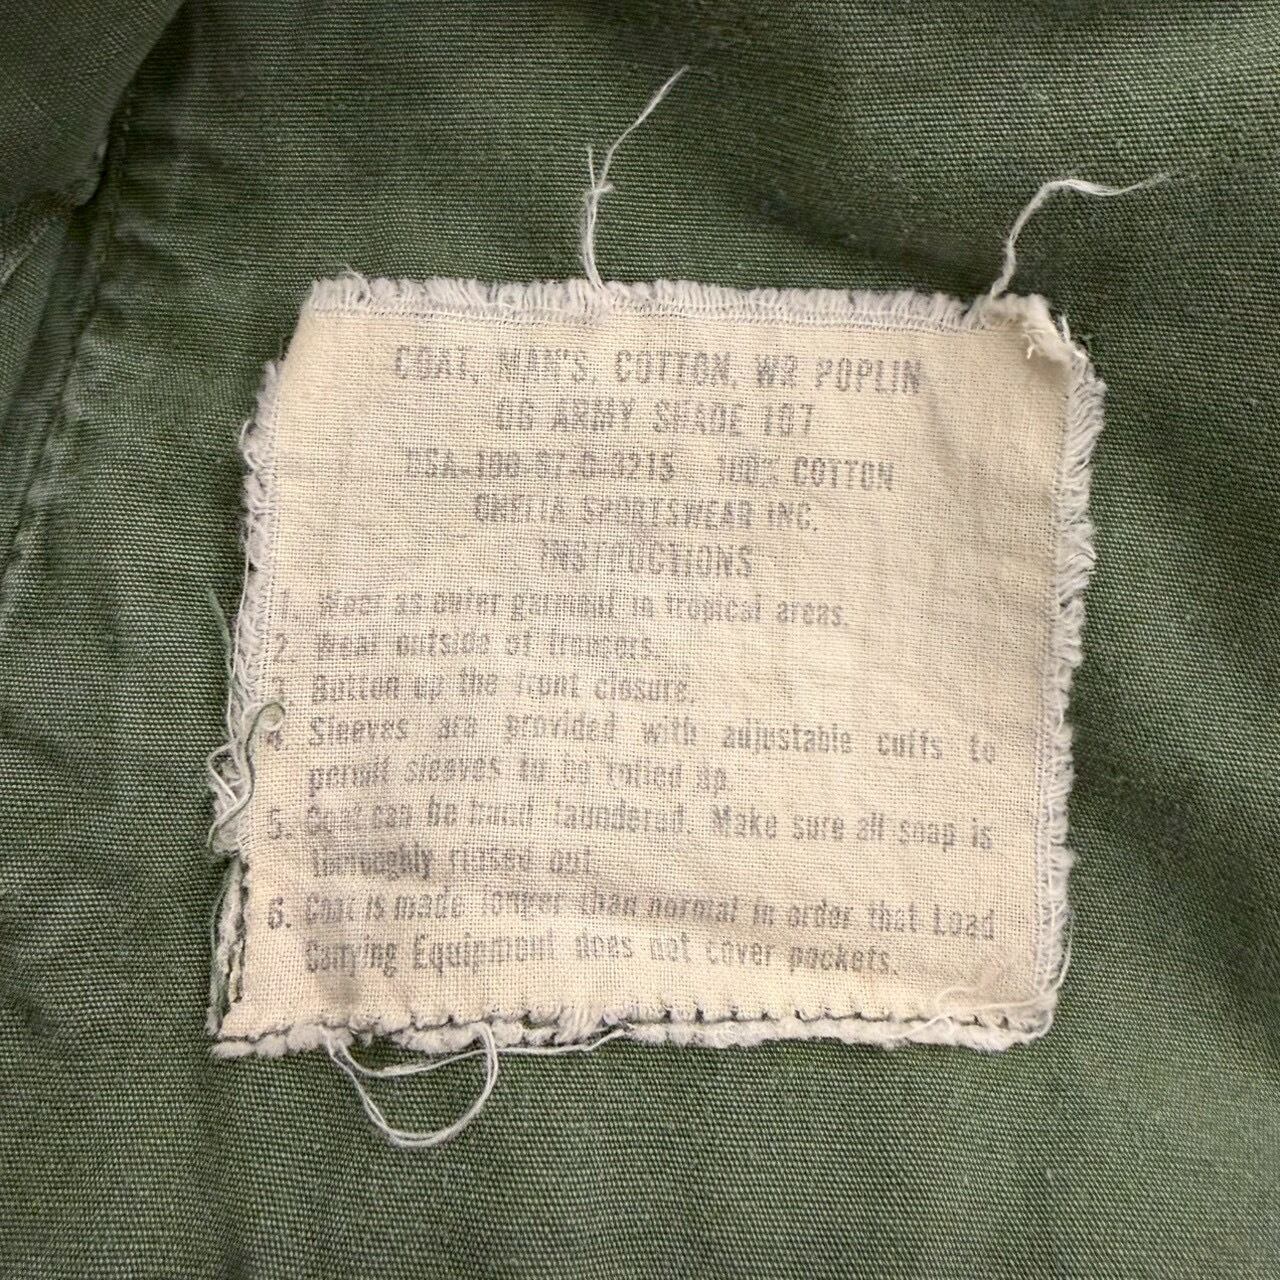 COAT, MAN'S, COTTON, WR POPLIN
OG ARMY SHADE 107
DSA-100-67-C-3215 100% COTTON
SPORTSWEAR INC.
INSTRUCTIONS
1. Wear as outer garment in tropical areas.
2. Wear outside of trousers.
3. Button up the front closure.
4. Sleeves are provided with adjustable cuffs to
permit sleeves to be rolled up.
5. Coat can be hand laundered. Make sure all soap is
thoroughly rinsed out.
6. Coat is made longer than normal in order that Load
Carrying Equipment does not cover pockets.